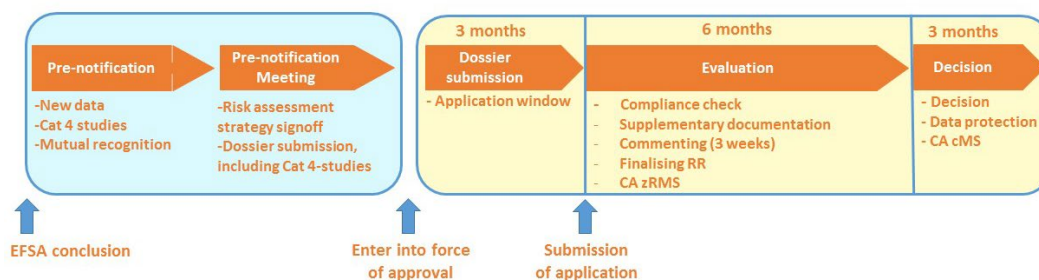 3 months
6 months
3 months
Pre-notification
Pre-notification
Meeting
Dossier
submission
Evaluation
Decision
-New data
-Cat 4 studies
-Mutual recognition
-Risk assessment
strategy signoff
-Dossier submission,
including Cat 4-studies
- Application window
- Compliance check
- Supplementary documentation
- Commenting (3 weeks)
- Finalising RR
- CA zRMS
- Decision
- Data protection
- CA cMS
EFSA conclusion
Enter into force
of approval
Submission
of application